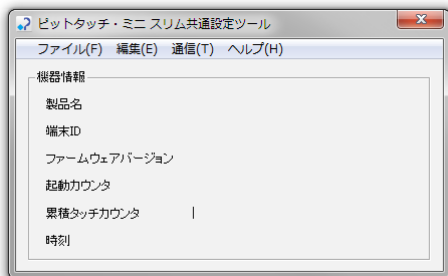 ピットタッチ・ミニ スリム共通設定ツール
ファイル(F) 編集(E) 通信(T) ヘルプ(H)
機器情報
製品名
端末ID
ファームウェアバージョン
起動カウンタ
累積タッチカウンタ
時刻